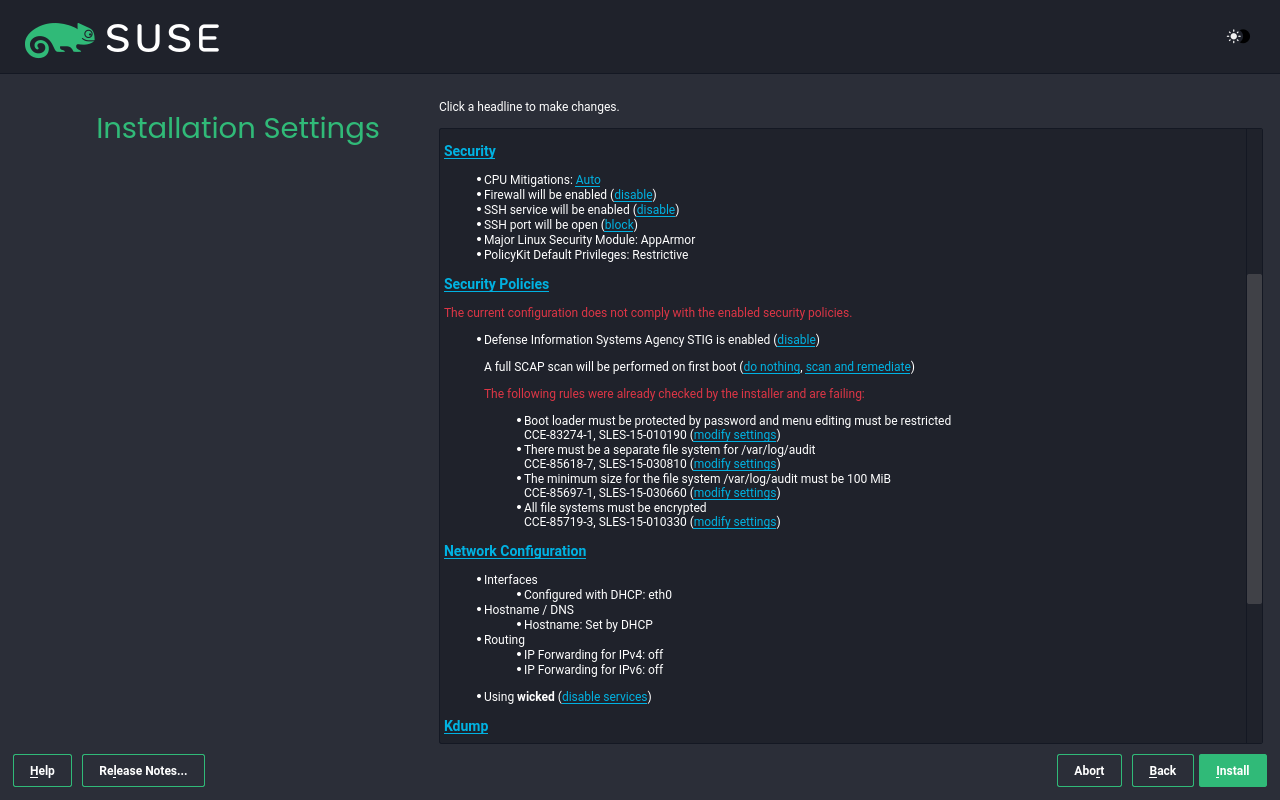 SUSE
Installation Settings
Click a headline to make changes.
Security
• CPU Mitigations: Auto
• Firewall will be enabled (disable)
• SSH service will be enabled (disable)
• SSH port will be open (block)
• Major Linux Security Module: AppArmor
• PolicyKit Default Privileges: Restrictive
Security Policies
The current configuration does not comply with the enabled security policies.
• Defense Information Systems Agency STIG is enabled (disable)
A full SCAP scan will be performed on first boot (do nothing, scan and remediate)
The following rules were already checked by the installer and are failing:
• Boot loader must be protected by password and menu editing must be restricted
CCE-83274-1, SLES-15-010190 (modify settings)
• There must be a separate file system for /var/log/audit
CCE-85618-7, SLES-15-030810 (modify settings)
• The minimum size for the file system /var/log/audit must be 100 MiB
CCE-85697-1, SLES-15-030660 (modify settings)
• All file systems must be encrypted
CCE-85719-3, SLES-15-010330 (modify settings)
Network Configuration
• Interfaces
• Configured with DHCP: eth0
• Hostname / DNS
• Hostname: Set by DHCP
• Routing
• IP Forwarding for IPv4: off
• IP Forwarding for IPv6: off
• Using wicked (disable services)
Kdump
Help
Release Notes...
Abort
Back
Install